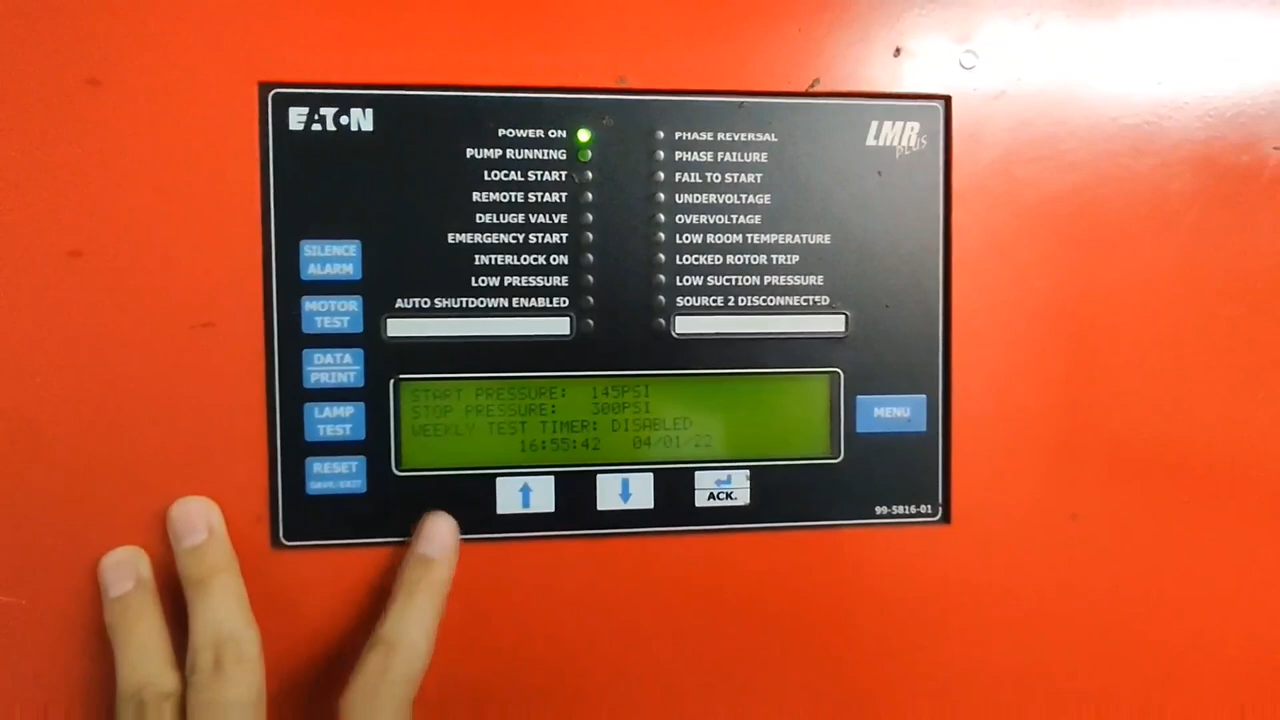 EATON
LMR
PLUS
POWER ON
PUMP RUNNING
LOCAL START
REMOTE START
DELUGE VALVE
EMERGENCY START
INTERLOCK ON
LOW PRESSURE
AUTO SHUTDOWN ENABLED
PHASE REVERSAL
PHASE FAILURE
FAIL TO START
UNDERVOLTAGE
OVERVOLTAGE
LOW ROOM TEMPERATURE
LOCKED ROTOR TRIP
LOW SUCTION PRESSURE
SOURCE 2 DISCONNECTED
SILENCE
ALARM
MOTOR
TEST
DATA
PRINT
LAMP
TEST
RESET
SAVE/EXIT
START PRESSURE: 145PSI
STOP PRESSURE: 300PSI
WEEKLY TEST TIMER: DISABLED
16:55:42 04/01/22
MENU
ACK.
99-5816-01